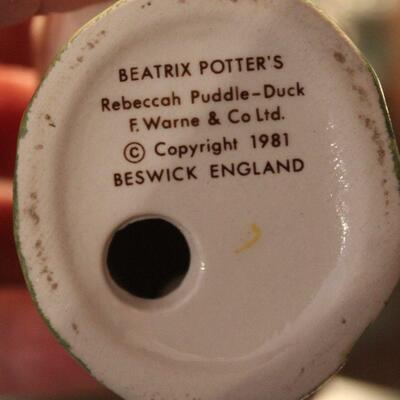 BEATRIX POTTER'S
Rebeccah Puddle-Duck
F. Warne & Co Ltd.
© Copyright 1981
BESWICK ENGLAND